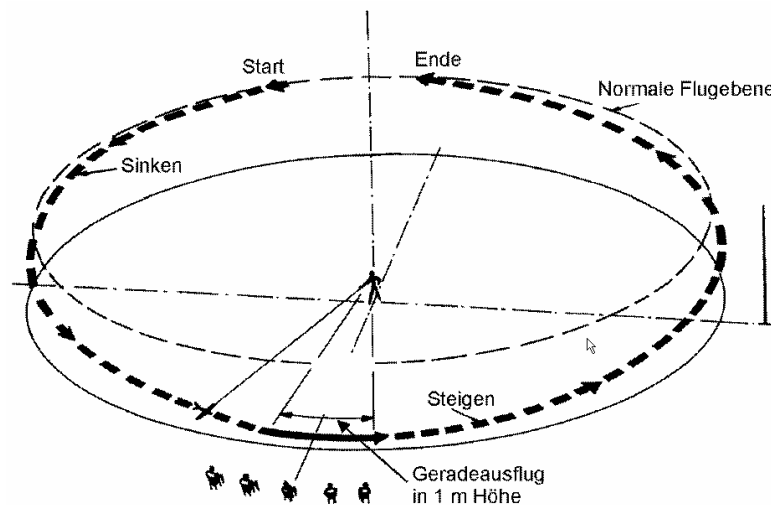 Start
Ende
Normale Flugebene
Sinken
Steigen
Geradeausflug
in 1 m Höhe